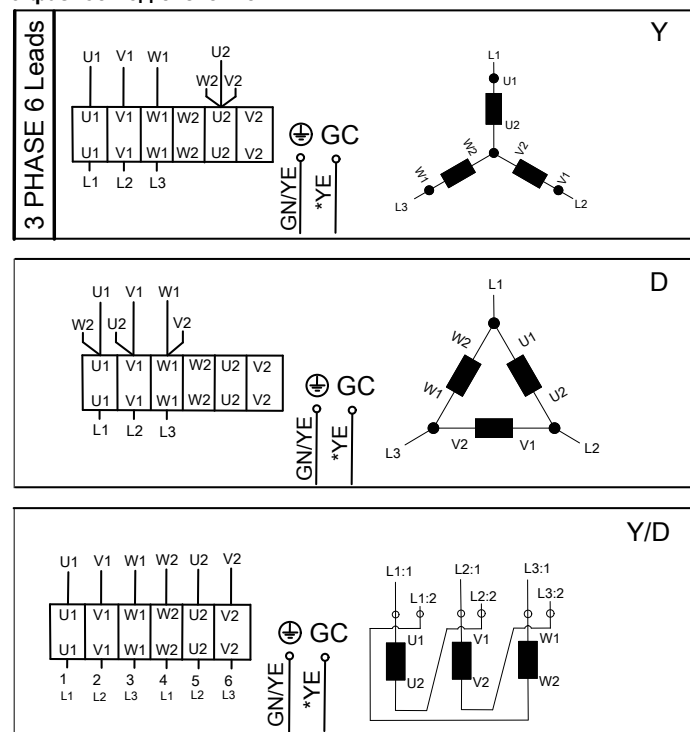 3 PHASE 6 Leads
Y
U1 V1 W1 U2
W2 V2
U1 V1 W1 W2 U2 V2
U1 V1 W1 W2 U2 V2
L1 L2 L3
GC
GN/YE *YE
L1
U1
U2
W2 V2
W1 V1
L3 L2
D
U1 V1 W1
W2 U2 V2
U1 V1 W1 W2 U2 V2
U1 V1 W1 W2 U2 V2
L1 L2 L3
GC
GN/YE *YE
L1
W2 U1
W1 U2
V2 V1
L3 L2
Y/D
U1 V1 W1 W2 U2 V2
U1 V1 W1 W2 U2 V2
U1 V1 W1 W2 U2 V2
1 2 3 4 5 6
L1 L2 L3 L1 L2 L3
GC
GN/YE *YE
L1:1 L2:1 L3:1
L1:2 L2:2 L3:2
U1 V1 W1
U2 V2 W2